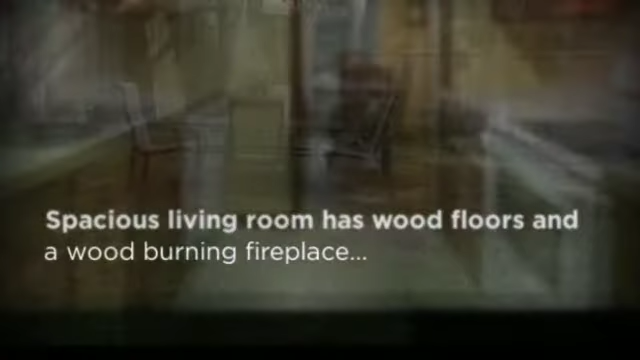 Spacious living room has wood floors and
a wood burning fireplace...